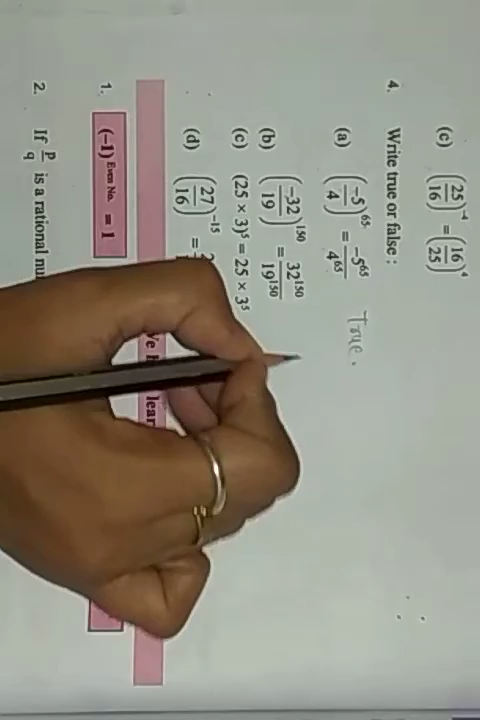 (c) (25/16)^-4 = (16/25)^4
4. Write true or false :
(a) (-5/4)^65 = -5^65/4^65 True.
(b) (-32/19)^150 = 32^150/19^150
(c) (25 × 3)^5 = 25 × 3^5
(d) (27/16)^-15 =
1. (-1)^Even No. = 1
2. If p/q is a rational